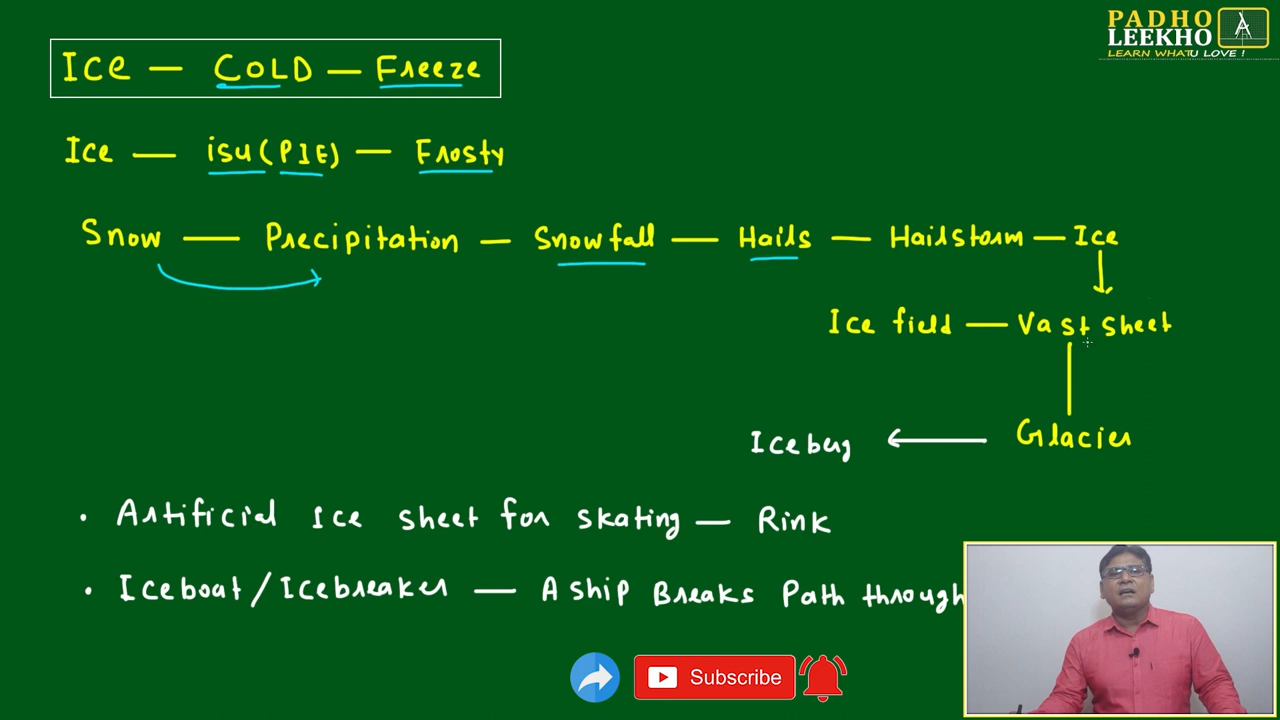 PADHO
LEEKHO
LEARN WHAT U LOVE !
Ice — COLD — Freeze
Ice — isu (PIE) — Frosty
Snow — Precipitation — Snowfall — Hails — Hailstorm — Ice
Ice field — Vast sheet
Iceberg ← Glacier
• Artificial Ice sheet for skating — Rink
• Iceboat/Icebreaker — A ship Breaks Path through
Subscribe